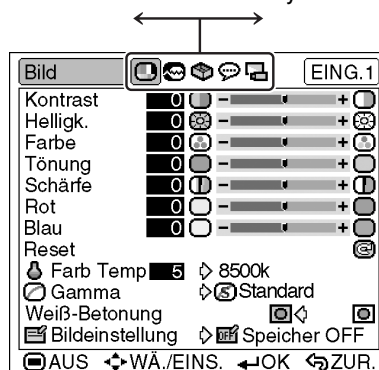 Bild EING.1
Kontrast 0 - +
Helligk. 0 - +
Farbe 0 - +
Tönung 0 - +
Schärfe 0 - +
Rot 0 - +
Blau 0 - +
Reset
Farb Temp 5 8500k
Gamma S Standard
Weiß-Betonung
Bildeinstellung OFF Speicher OFF
AUS WÄ./EINS. OK ZUR.